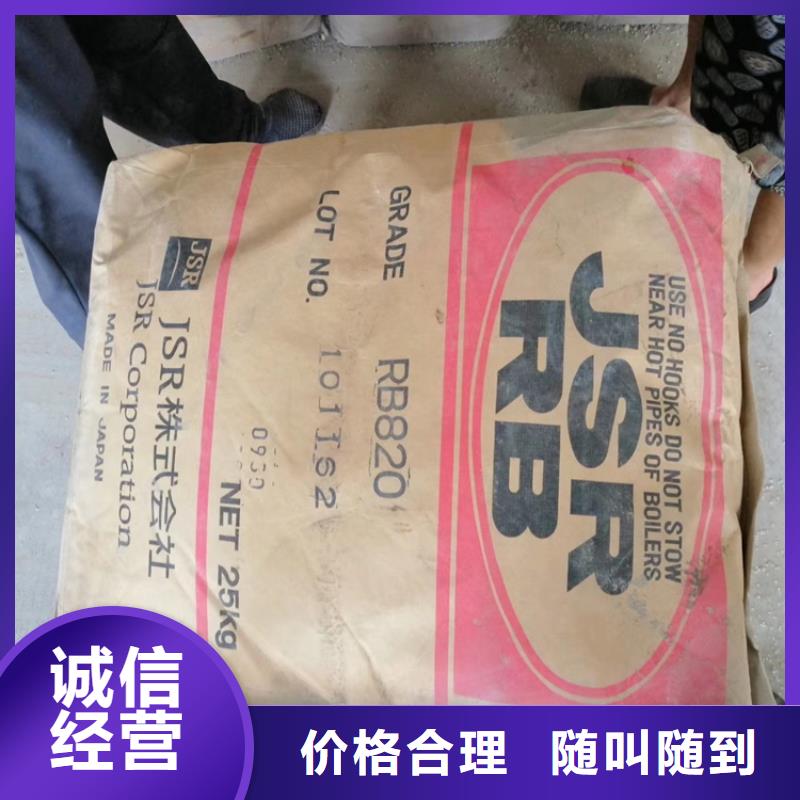 USE NO HOOKS DO NOT STOW
NEAR HOT PIPES OF BOILERS
JSR
RB
GRADE RB820
LOT NO. 1011S2
NET 25kg
JSR
JSR株式会社
JSR Corporation
MADE IN JAPAN
诚信
经营
价格合理 随叫随到